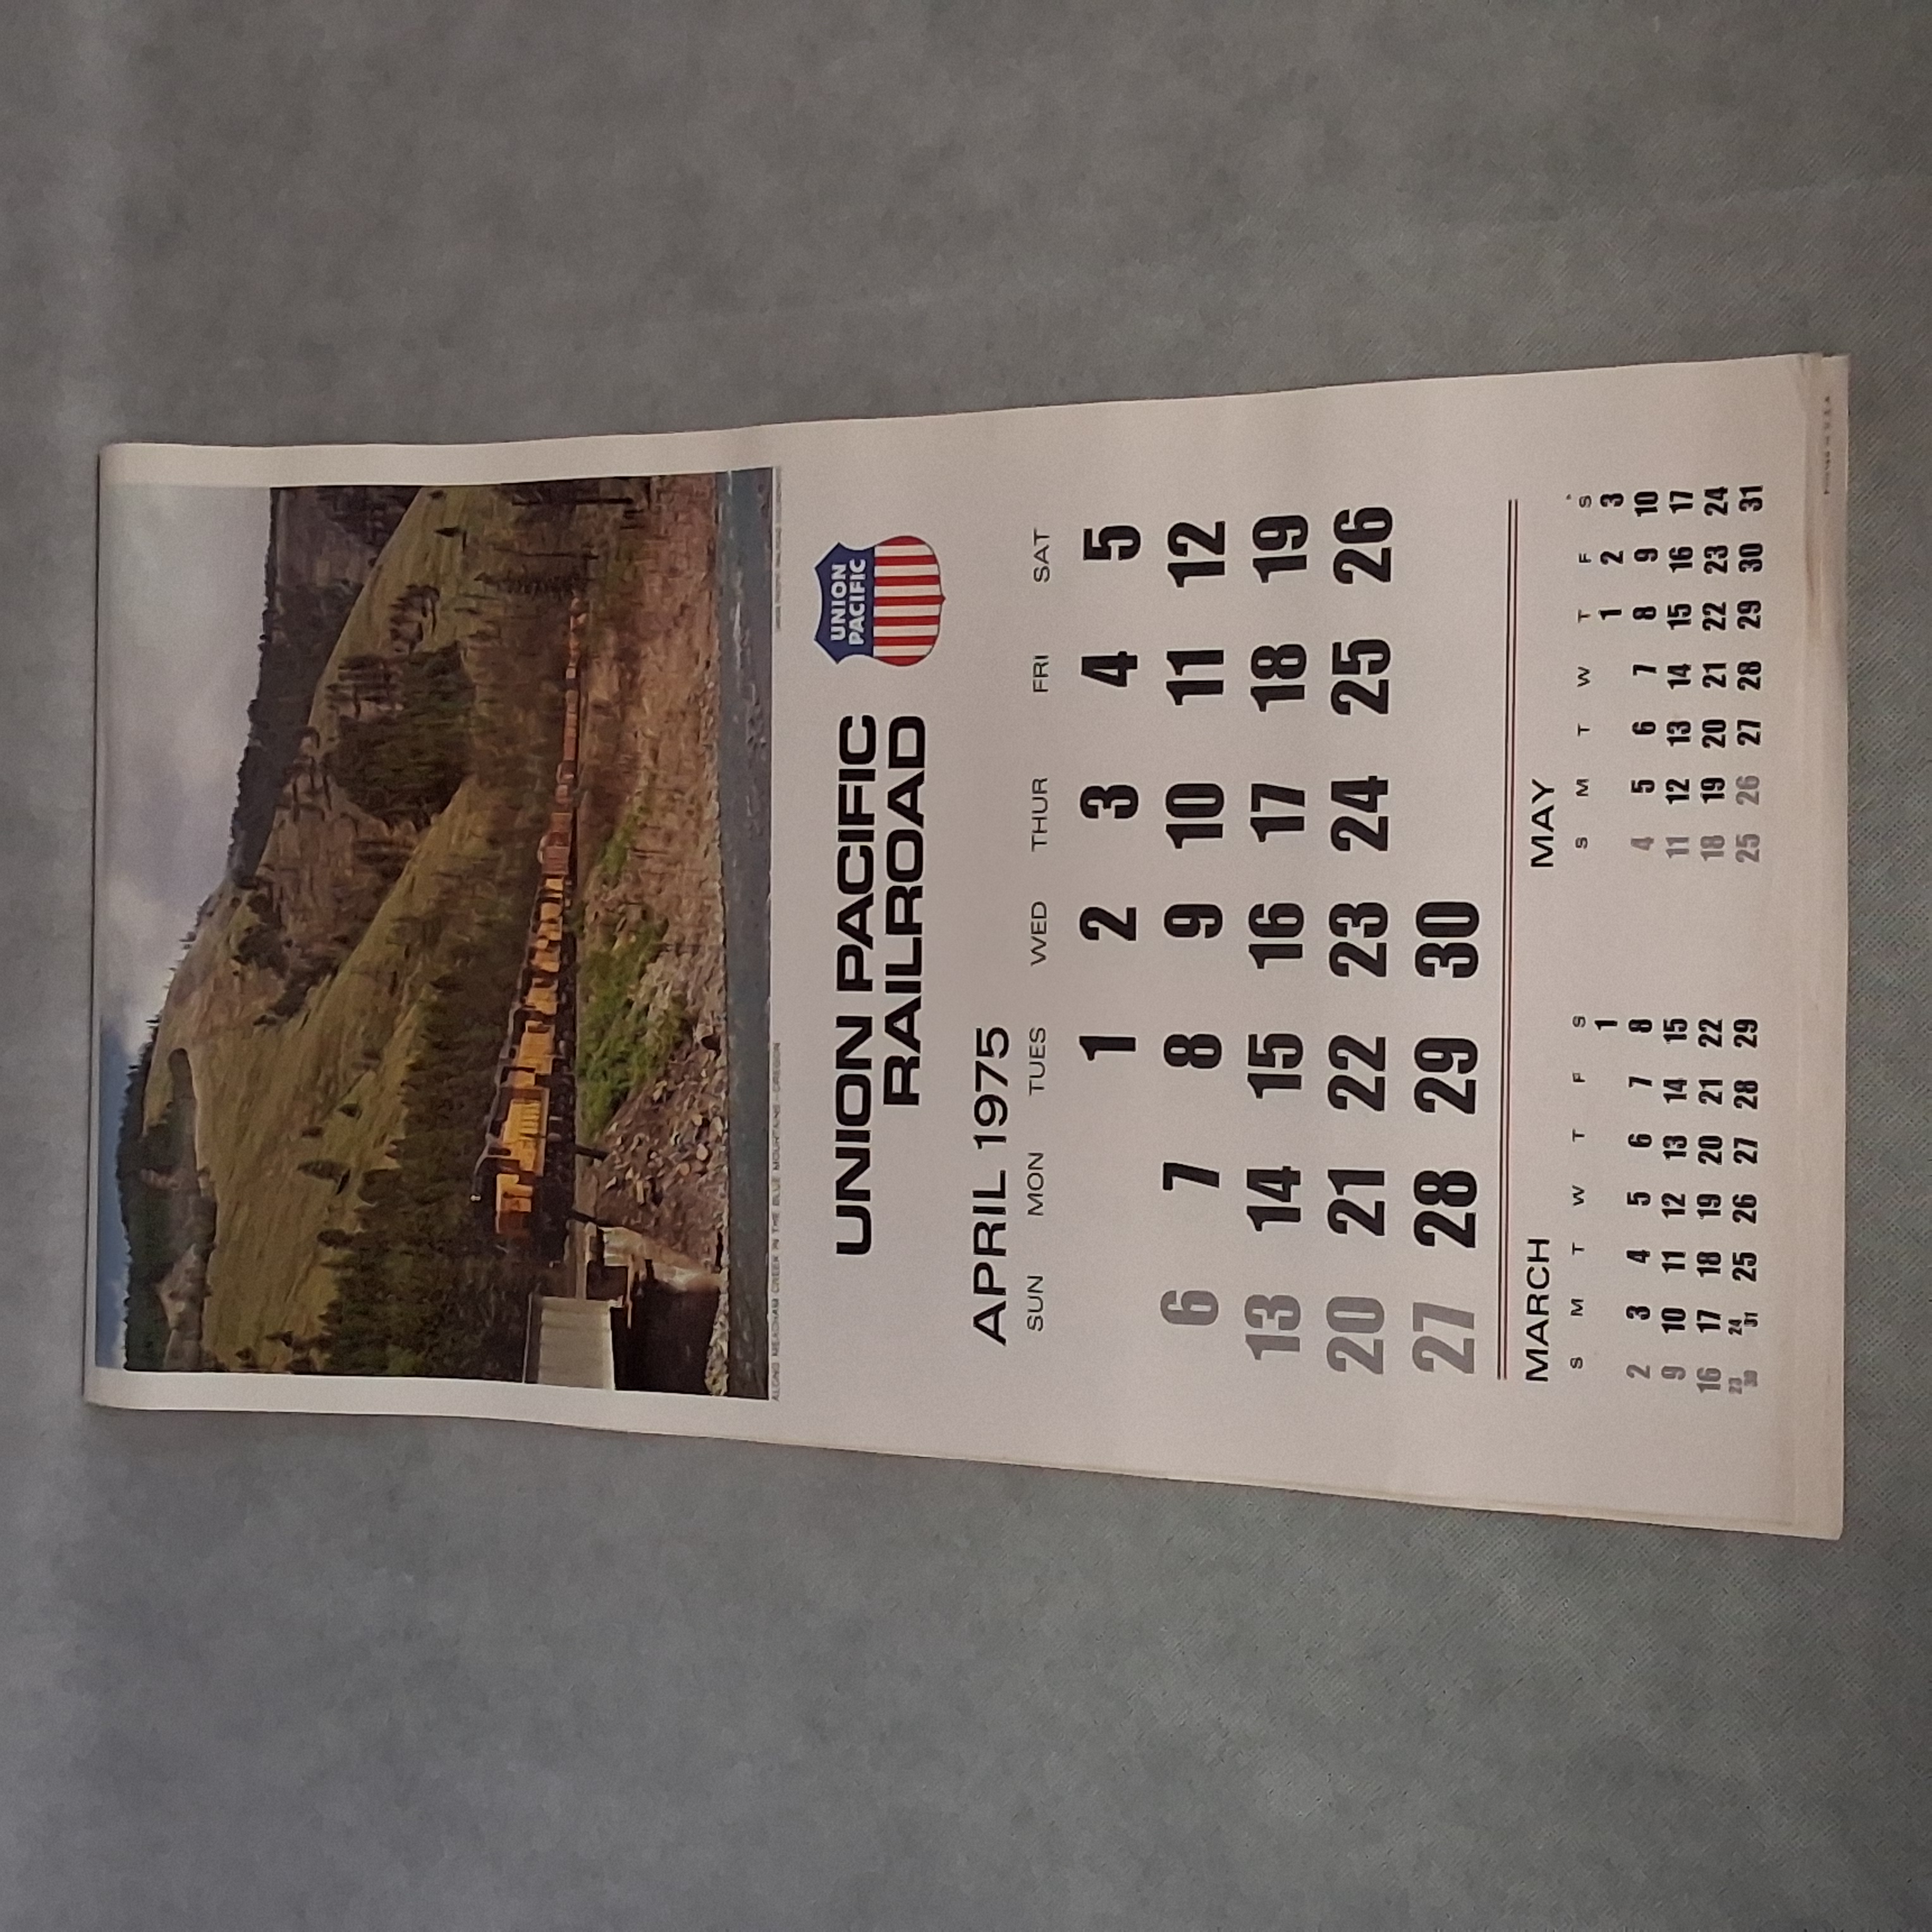 ALONG MEACHAM CREEK IN THE BLUE MOUNTAINS - OREGON
UNION PACIFIC
RAILROAD
UNION
PACIFIC
APRIL 1975
SUN MON TUES WED THUR FRI SAT
1 2 3 4 5
6 7 8 9 10 11 12
13 14 15 16 17 18 19
20 21 22 23 24 25 26
27 28 29 30
MARCH
S M T W T F S
1
2 3 4 5 6 7 8
9 10 11 12 13 14 15
16 17 18 19 20 21 22
23 24 25 26 27 28 29
30 31
MAY
S M T W T F S
1 2 3
4 5 6 7 8 9 10
11 12 13 14 15 16 17
18 19 20 21 22 23 24
25 26 27 28 29 30 31
PRINTED IN U.S.A.